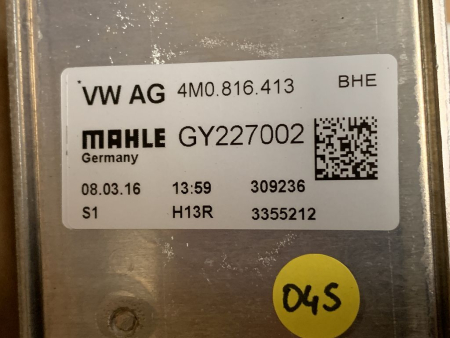 VW AG 4M0.816.413 BHE
MAHLE GY227002
Germany
08.03.16 13:59 309236
S1 H13R 3355212
04S